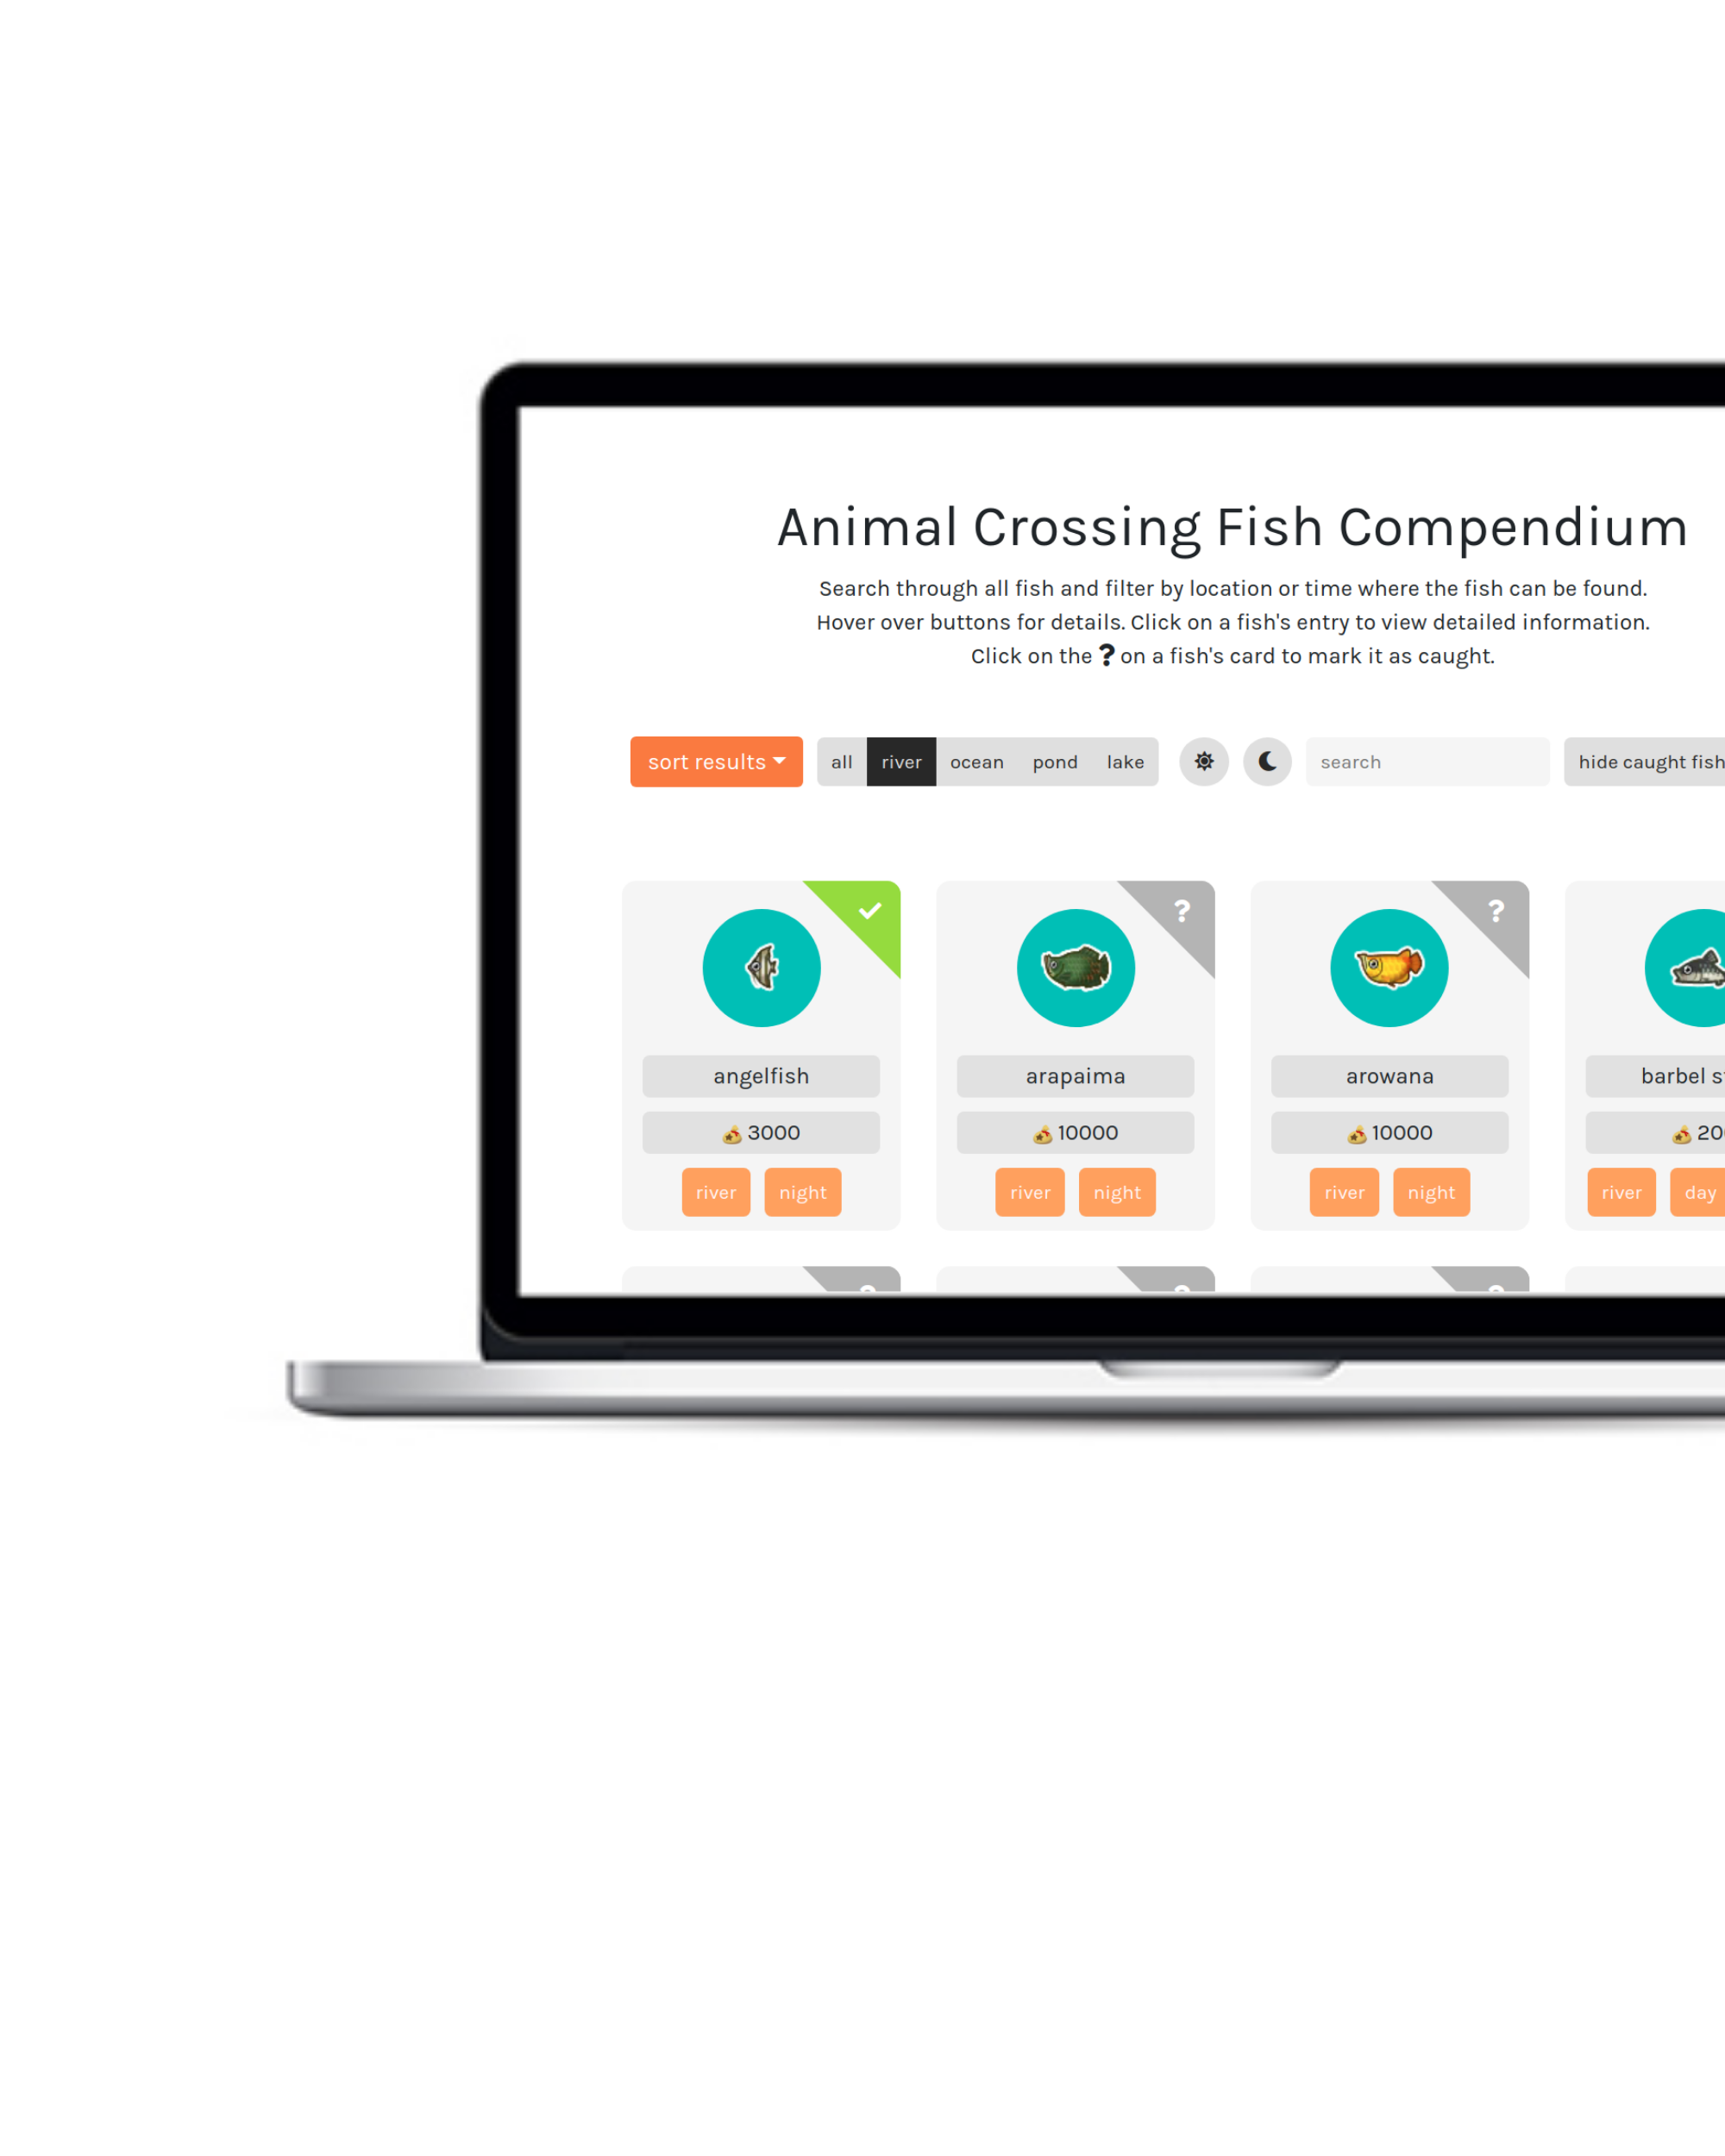 Animal Crossing Fish Compendium
Search through all fish and filter by location or time where the fish can be found.
Hover over buttons for details. Click on a fish's entry to view detailed information.
Click on the ? on a fish's card to mark it as caught.
sort results all river ocean pond lake search hide caught fish
? ?
angelfish arapaima arowana barbel
3000 10000 10000
river night river night river night river day